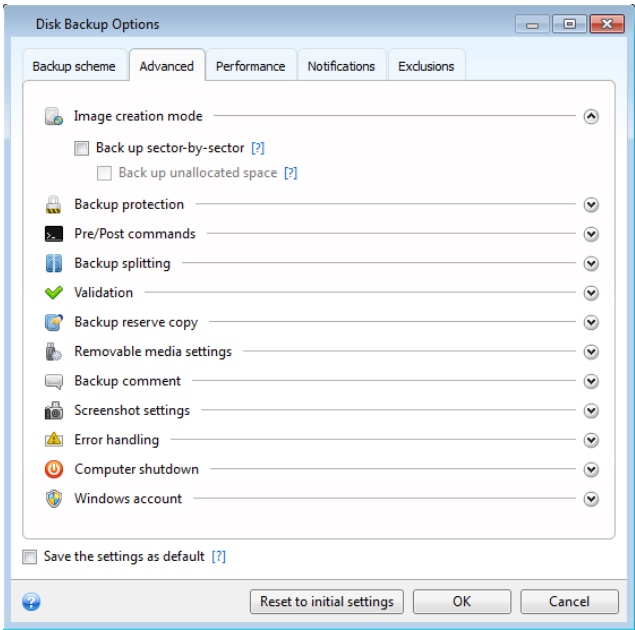 Disk Backup Options
Backup scheme Advanced Performance Notifications Exclusions
Image creation mode
Back up sector-by-sector [?]
Back up unallocated space [?]
Backup protection
Pre/Post commands
Backup splitting
Validation
Backup reserve copy
Removable media settings
Backup comment
Screenshot settings
Error handling
Computer shutdown
Windows account
Save the settings as default [?]
Reset to initial settings OK Cancel